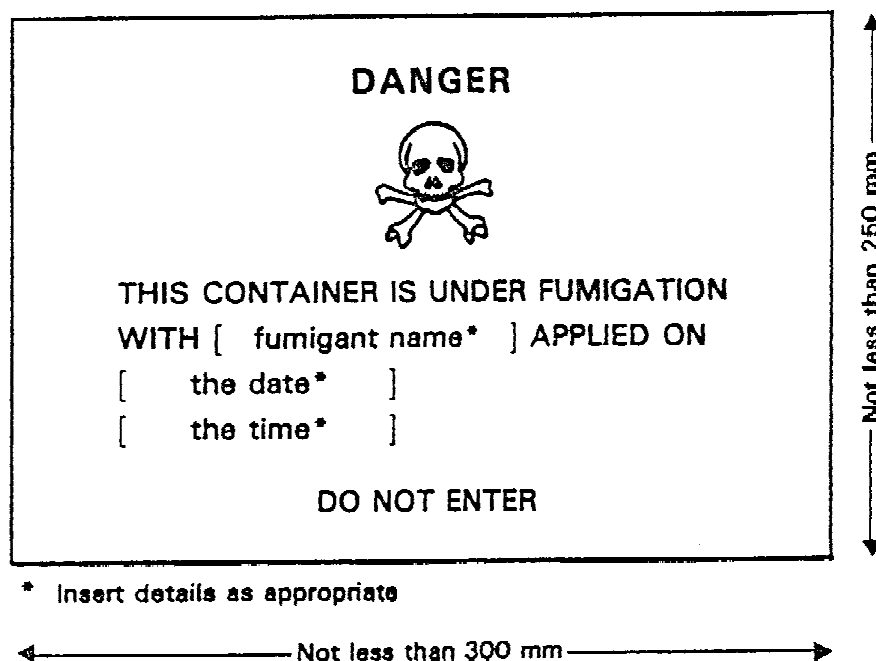 DANGER
THIS CONTAINER IS UNDER FUMIGATION
WITH [ fumigant name* ] APPLIED ON
[ the date* ]
[ the time* ]
DO NOT ENTER
* Insert details as appropriate
Not less than 300 mm
Not less than 250 mm